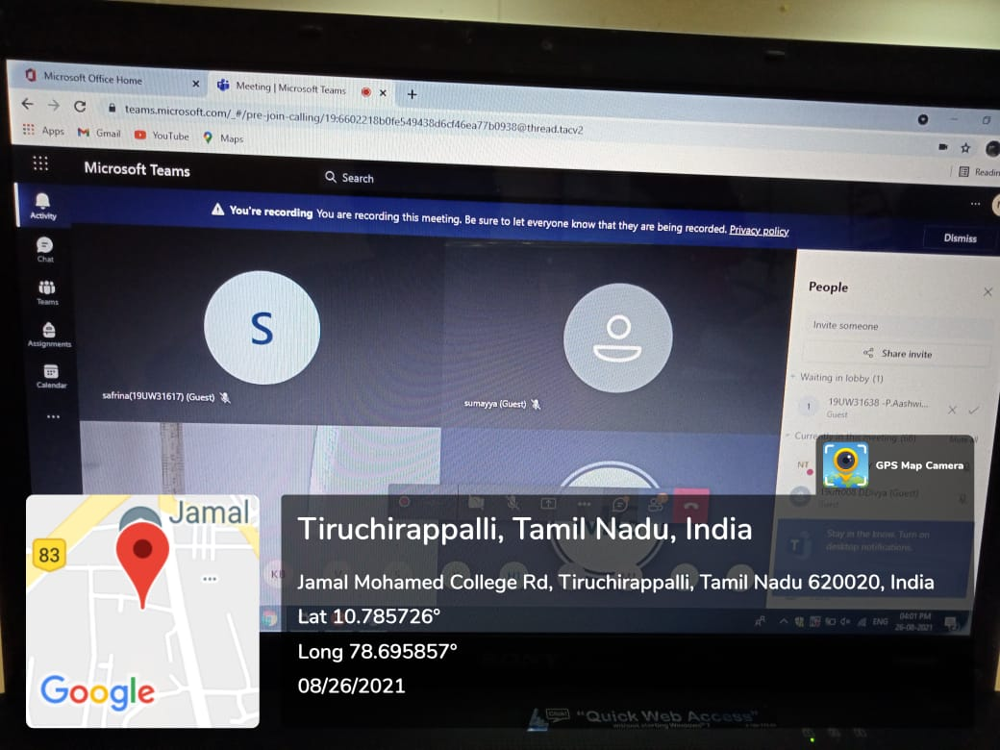 Microsoft Office Home
Meeting | Microsoft Teams
teams.microsoft.com/_#/pre-join-calling/19:6602218b0fe549438d6cf46ea77b0938@thread.tacv2
Apps Gmail YouTube Maps
Readin
Microsoft Teams
Search
You're recording You are recording this meeting. Be sure to let everyone know that they are being recorded. Privacy policy
Dismiss
Activity
Chat
Teams
Assignments
Calendar
S
safrina(19UW31617) (Guest)
sumayya (Guest)
People
Invite someone
Share invite
Waiting in lobby (1)
1
19UW31638 -P.Aashwi...
Guest
Currently in this meeting
NT
GPS Map Camera
DDivya (Guest)
Guest
Stay in the know. Turn on
desktop notifications.
T
KB
ENG
04:01 PM
26-08-2021
Jamal
83
Google
Tiruchirappalli, Tamil Nadu, India
Jamal Mohamed College Rd, Tiruchirappalli, Tamil Nadu 620020, India
Lat 10.785726°
Long 78.695857°
08/26/2021
SONY
"Quick Web Access"